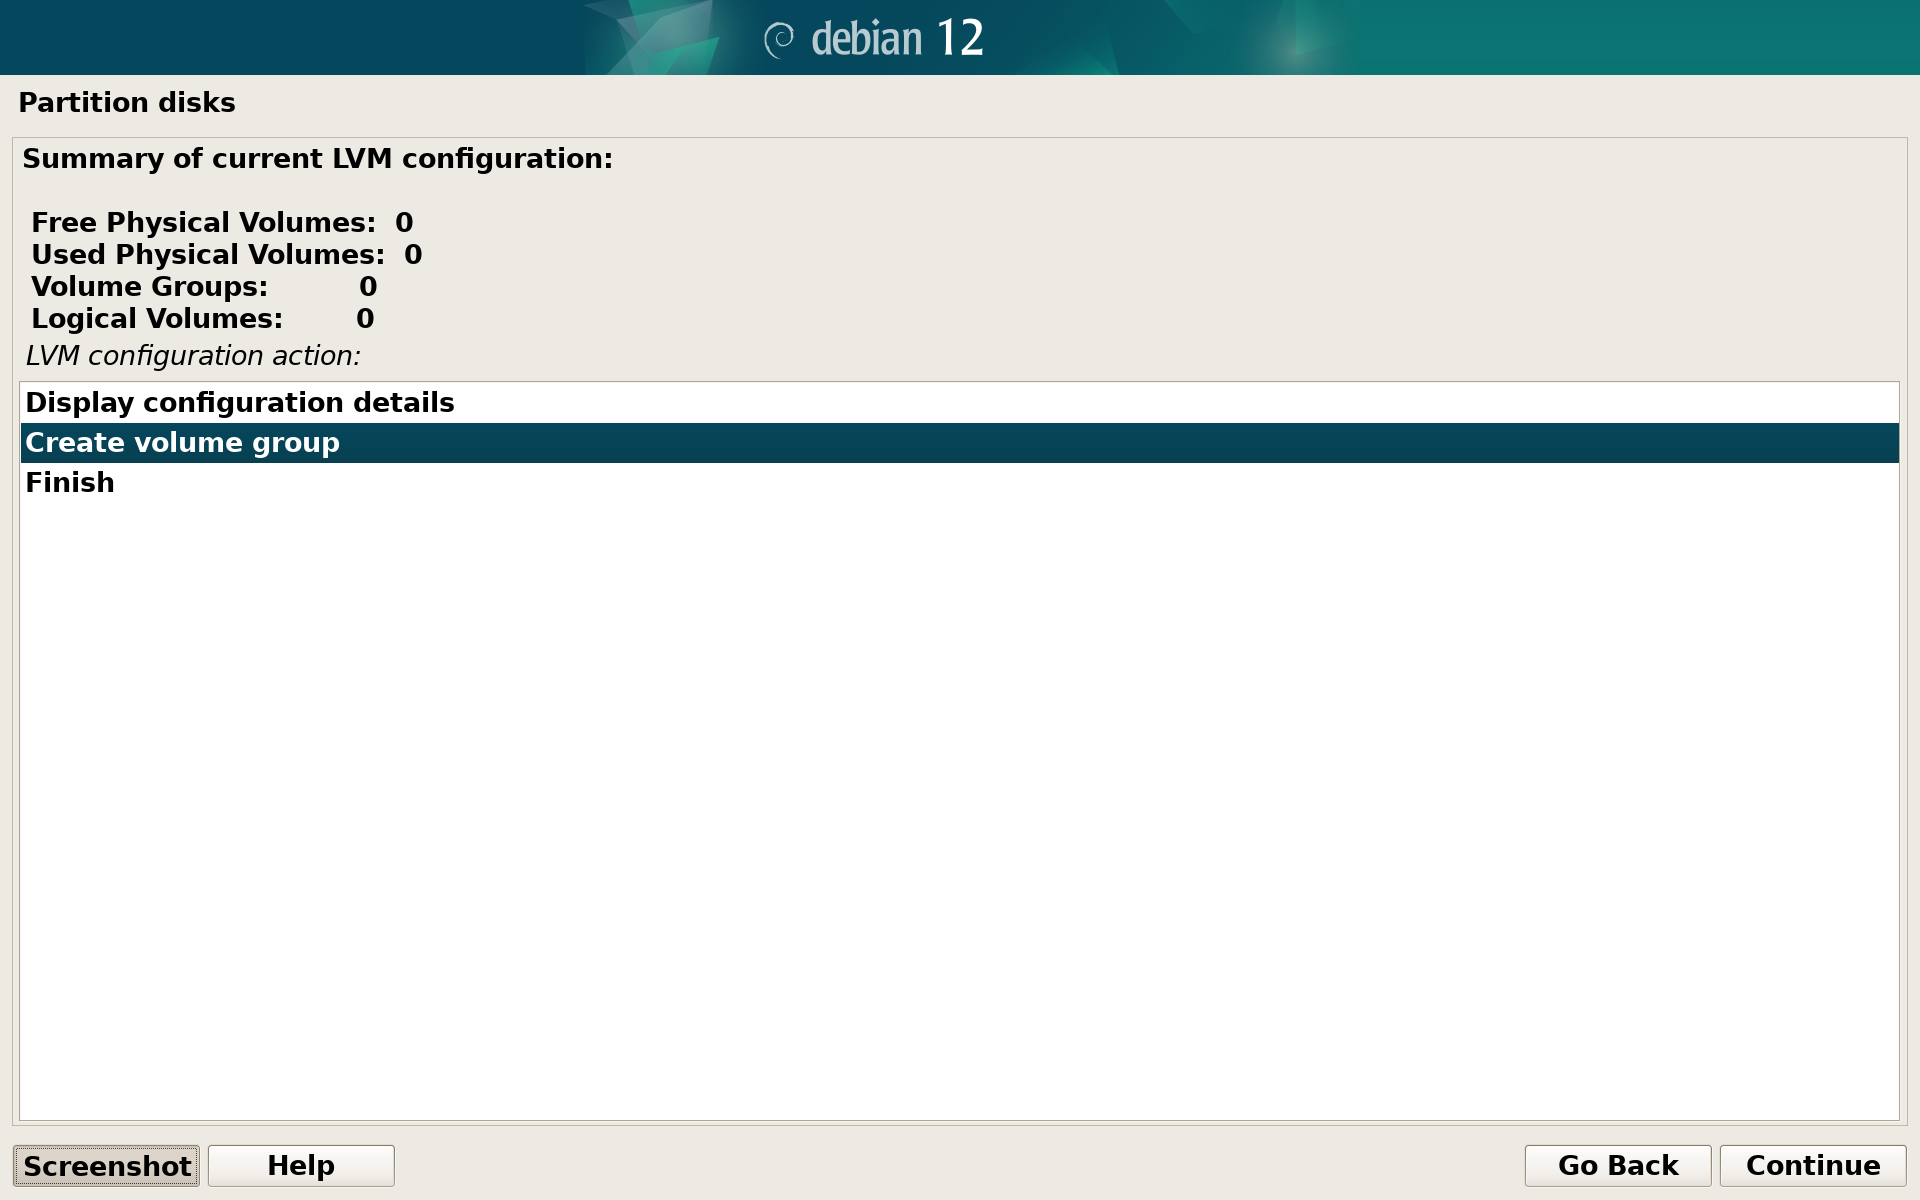 debian 12
Partition disks
Summary of current LVM configuration:
Free Physical Volumes: 0
Used Physical Volumes: 0
Volume Groups: 0
Logical Volumes: 0
LVM configuration action:
Display configuration details
Create volume group
Finish
Screenshot Help Go Back Continue